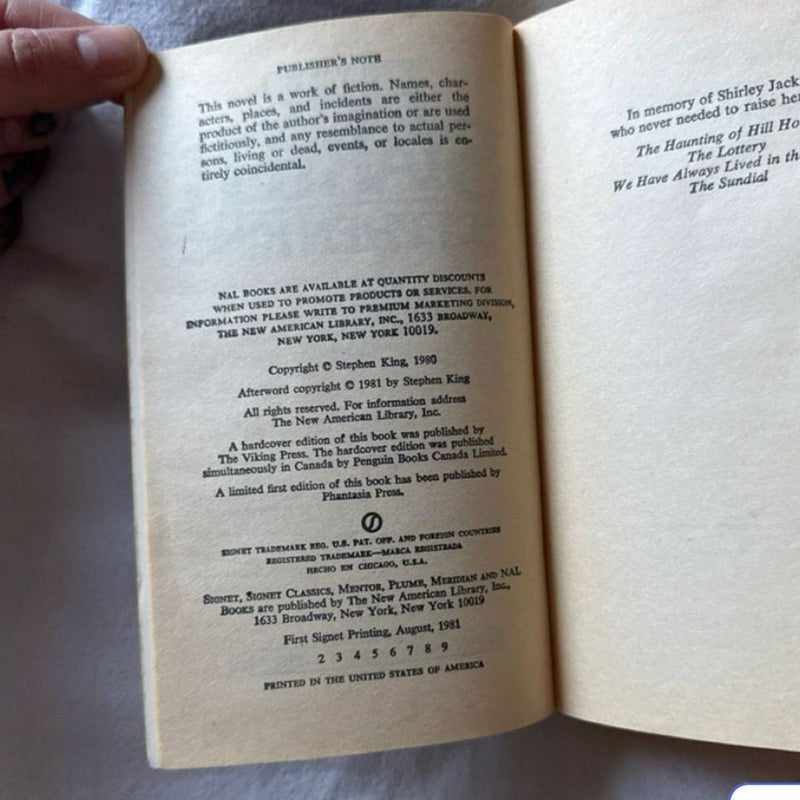 PUBLISHER'S NOTE
This novel is a work of fiction. Names, char-
acters, places, and incidents are either the
product of the author's imagination or are used
fictitiously, and any resemblance to actual per-
sons, living or dead, events, or locales is en-
tirely coincidental.
NAL BOOKS ARE AVAILABLE AT QUANTITY DISCOUNTS
WHEN USED TO PROMOTE PRODUCTS OR SERVICES. FOR
INFORMATION PLEASE WRITE TO PREMIUM MARKETING DIVISION,
THE NEW AMERICAN LIBRARY, INC., 1633 BROADWAY,
NEW YORK, NEW YORK 10019.
Copyright © Stephen King, 1980
Afterword copyright © 1981 by Stephen King
All rights reserved. For information address
The New American Library, Inc.
A hardcover edition of this book was published by
The Viking Press. The hardcover edition was published
simultaneously in Canada by Penguin Books Canada Limited.
A limited first edition of this book has been published by
Phantasia Press.
SIGNET TRADEMARK REG. U.S. PAT. OFF. AND FOREIGN COUNTRIES
REGISTERED TRADEMARK—MARCA REGISTRADA
HECHO EN CHICAGO, U.S.A.
SIGNET, SIGNET CLASSICS, MENTOR, PLUME, MERIDIAN AND NAL
BOOKS are published by The New American Library, Inc.,
1633 Broadway, New York, New York 10019
First Signet Printing, August, 1981
2 3 4 5 6 7 8 9
PRINTED IN THE UNITED STATES OF AMERICA
In memory of Shirley Jack
who never needed to raise her
The Haunting of Hill Ho
The Lottery
We Have Always Lived in th
The Sundial